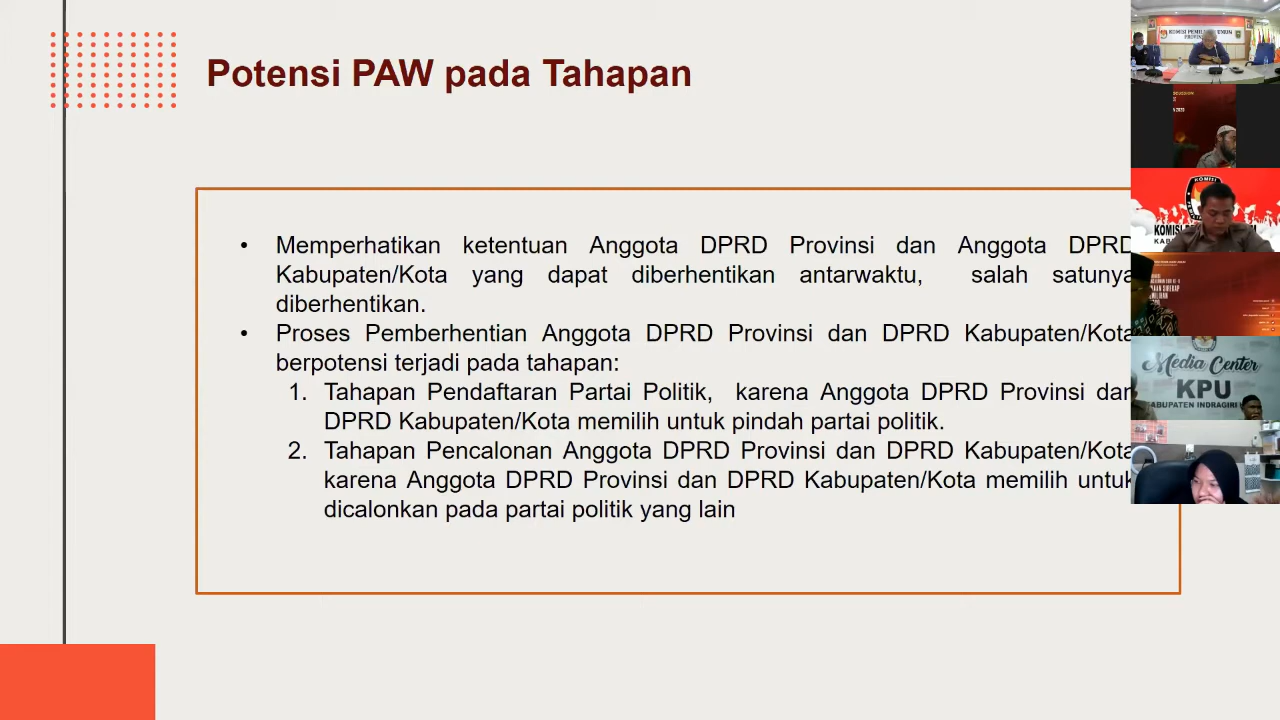 Potensi PAW pada Tahapan
• Memperhatikan ketentuan Anggota DPRD Provinsi dan Anggota DPRD
Kabupaten/Kota yang dapat diberhentikan antarwaktu, salah satunya
diberhentikan.
• Proses Pemberhentian Anggota DPRD Provinsi dan DPRD Kabupaten/Kota
berpotensi terjadi pada tahapan:
1. Tahapan Pendaftaran Partai Politik, karena Anggota DPRD Provinsi dan
DPRD Kabupaten/Kota memilih untuk pindah partai politik.
2. Tahapan Pencalonan Anggota DPRD Provinsi dan DPRD Kabupaten/Kota
karena Anggota DPRD Provinsi dan DPRD Kabupaten/Kota memilih untuk
dicalonkan pada partai politik yang lain
KOMISI
Media Center
KPU
KABUPATEN INDRAGIRI